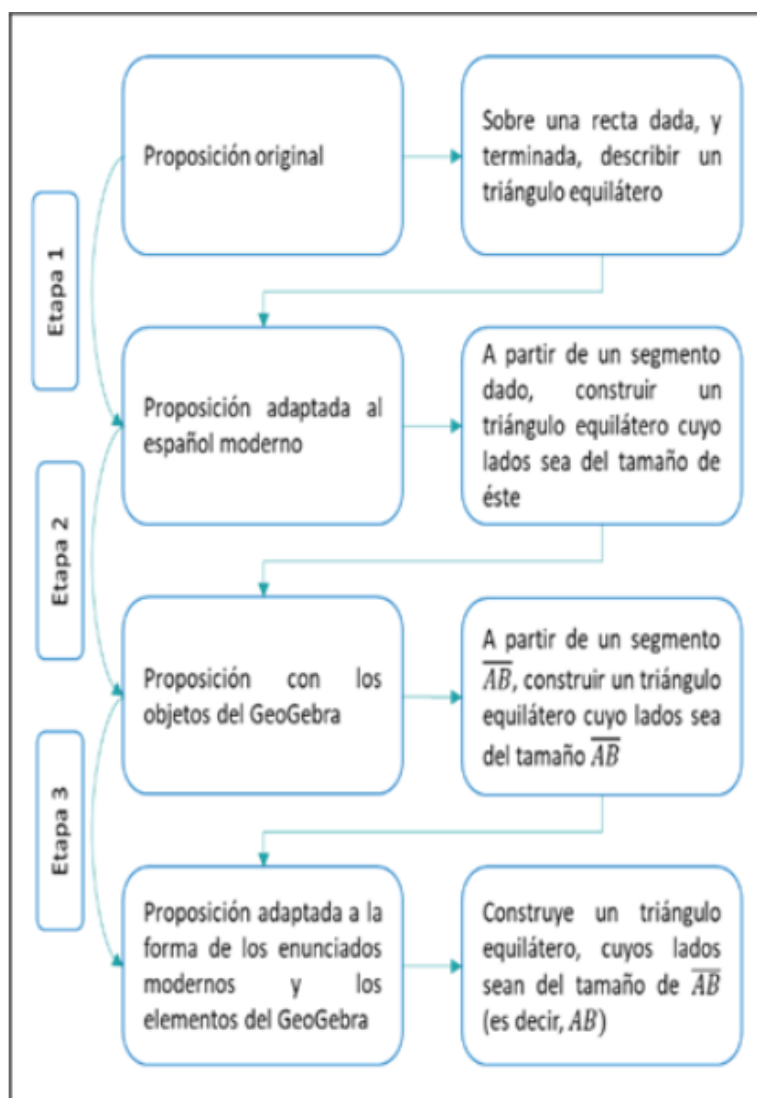 Proposición original
Sobre una recta dada, y
terminada, describir un
triángulo equilátero
Etapa 1
Proposición adaptada al
español moderno
A partir de un segmento
dado, construir un
triángulo equilátero cuyo
lados sea del tamaño de
éste
Etapa 2
Proposición con los
objetos del GeoGebra
A partir de un segmento
A͞B͞, construir un triángulo
equilátero cuyo lados sea
del tamaño A͞B͞
Etapa 3
Proposición adaptada a la
forma de los enunciados
modernos y los
elementos del GeoGebra
Construye un triángulo
equilátero, cuyos lados
sean del tamaño de A͞B͞
(es decir, AB)